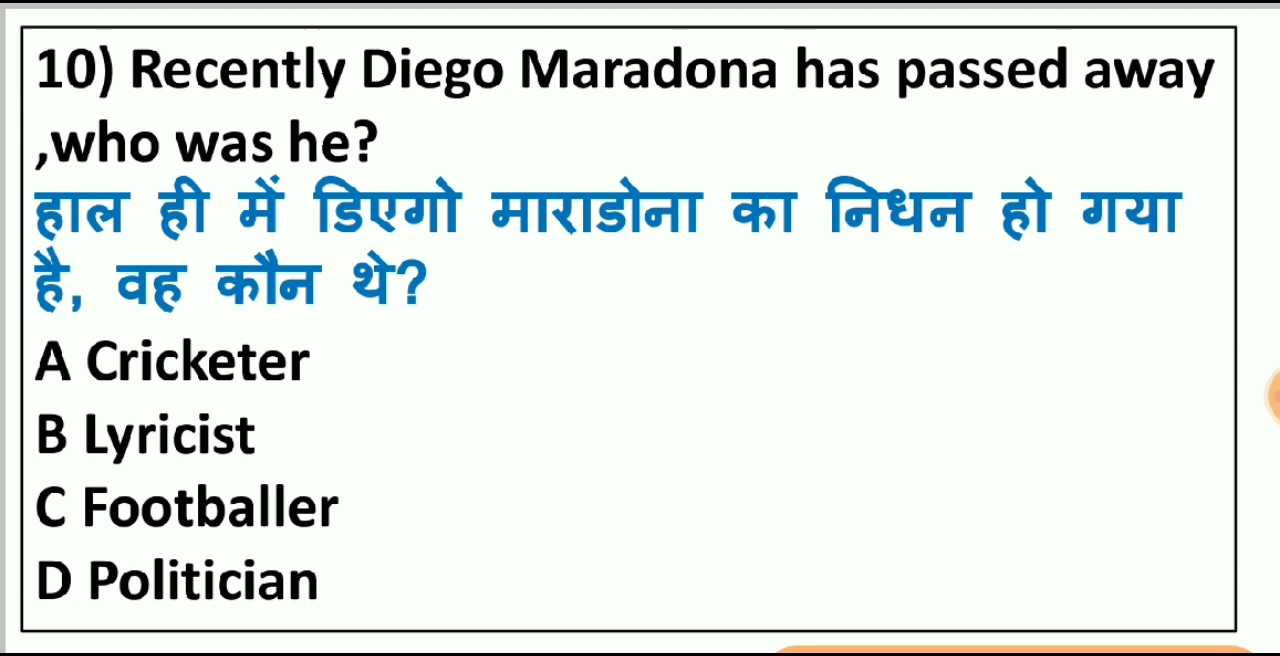 10) Recently Diego Maradona has passed away
,who was he?
हाल ही में डिएगो माराडोना का निधन हो गया
है, वह कौन थे?
A Cricketer
B Lyricist
C Footballer
D Politician